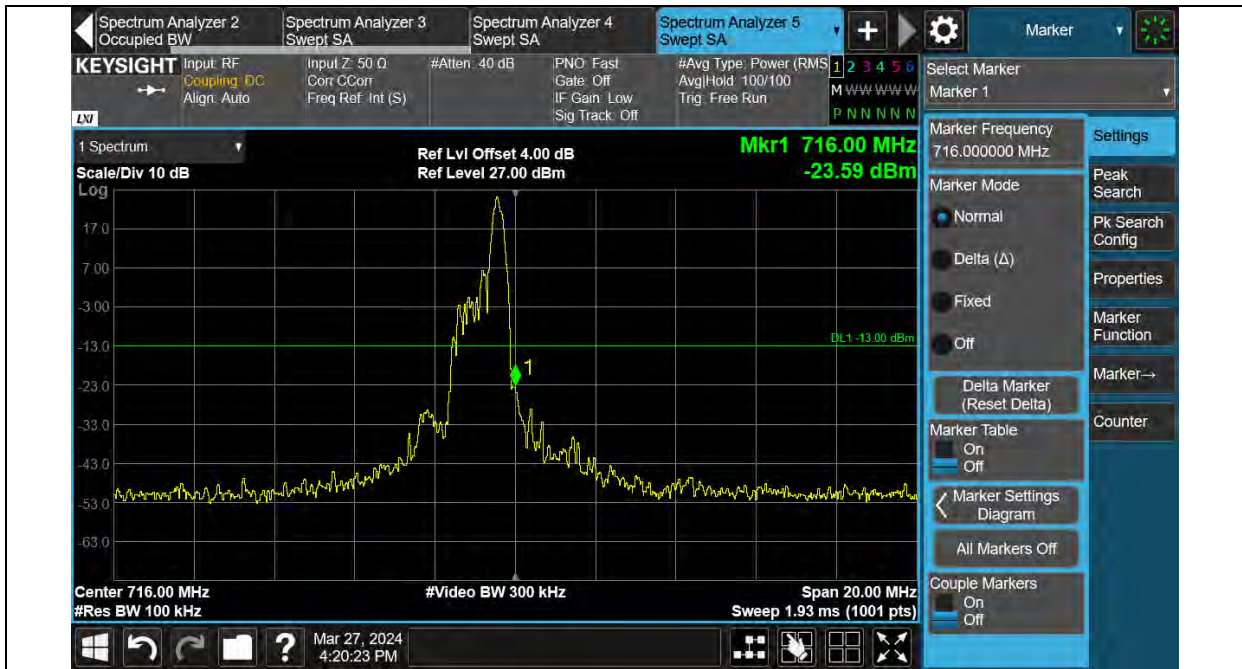 Spectrum Analyzer 2
Occupied BW
Spectrum Analyzer 3
Swept SA
Spectrum Analyzer 4
Swept SA
Spectrum Analyzer 5
Swept SA
+
Marker
KEYSIGHT
LXI
Input: RF
Coupling: DC
Align: Auto
Input Z: 50 Ω
Corr CCorr
Freq Ref: Int (S)
#Atten: 40 dB
PNO: Fast
Gate: Off
IF Gain: Low
Sig Track: Off
#Avg Type: Power (RMS
Avg|Hold: 100/100
Trig: Free Run
1 2 3 4 5 6
M W W W W W
P N N N N N
Select Marker
Marker 1
1 Spectrum
Scale/Div 10 dB
Log
Ref Lvl Offset 4.00 dB
Ref Level 27.00 dBm
Mkr1 716.00 MHz
-23.59 dBm
17.0
7.00
-3.00
-13.0
-23.0
-33.0
-43.0
-53.0
-63.0
DL1 -13.00 dBm
1
Center 716.00 MHz
#Res BW 100 kHz
#Video BW 300 kHz
Span 20.00 MHz
Sweep 1.93 ms (1001 pts)
Marker Frequency
716.000000 MHz
Marker Mode
Normal
Delta (Δ)
Fixed
Off
Delta Marker
(Reset Delta)
Marker Table
On
Off
Marker Settings
Diagram
All Markers Off
Couple Markers
On
Off
Settings
Peak
Search
Pk Search
Config
Properties
Marker
Function
Marker→
Counter
?
Mar 27, 2024
4:20:23 PM